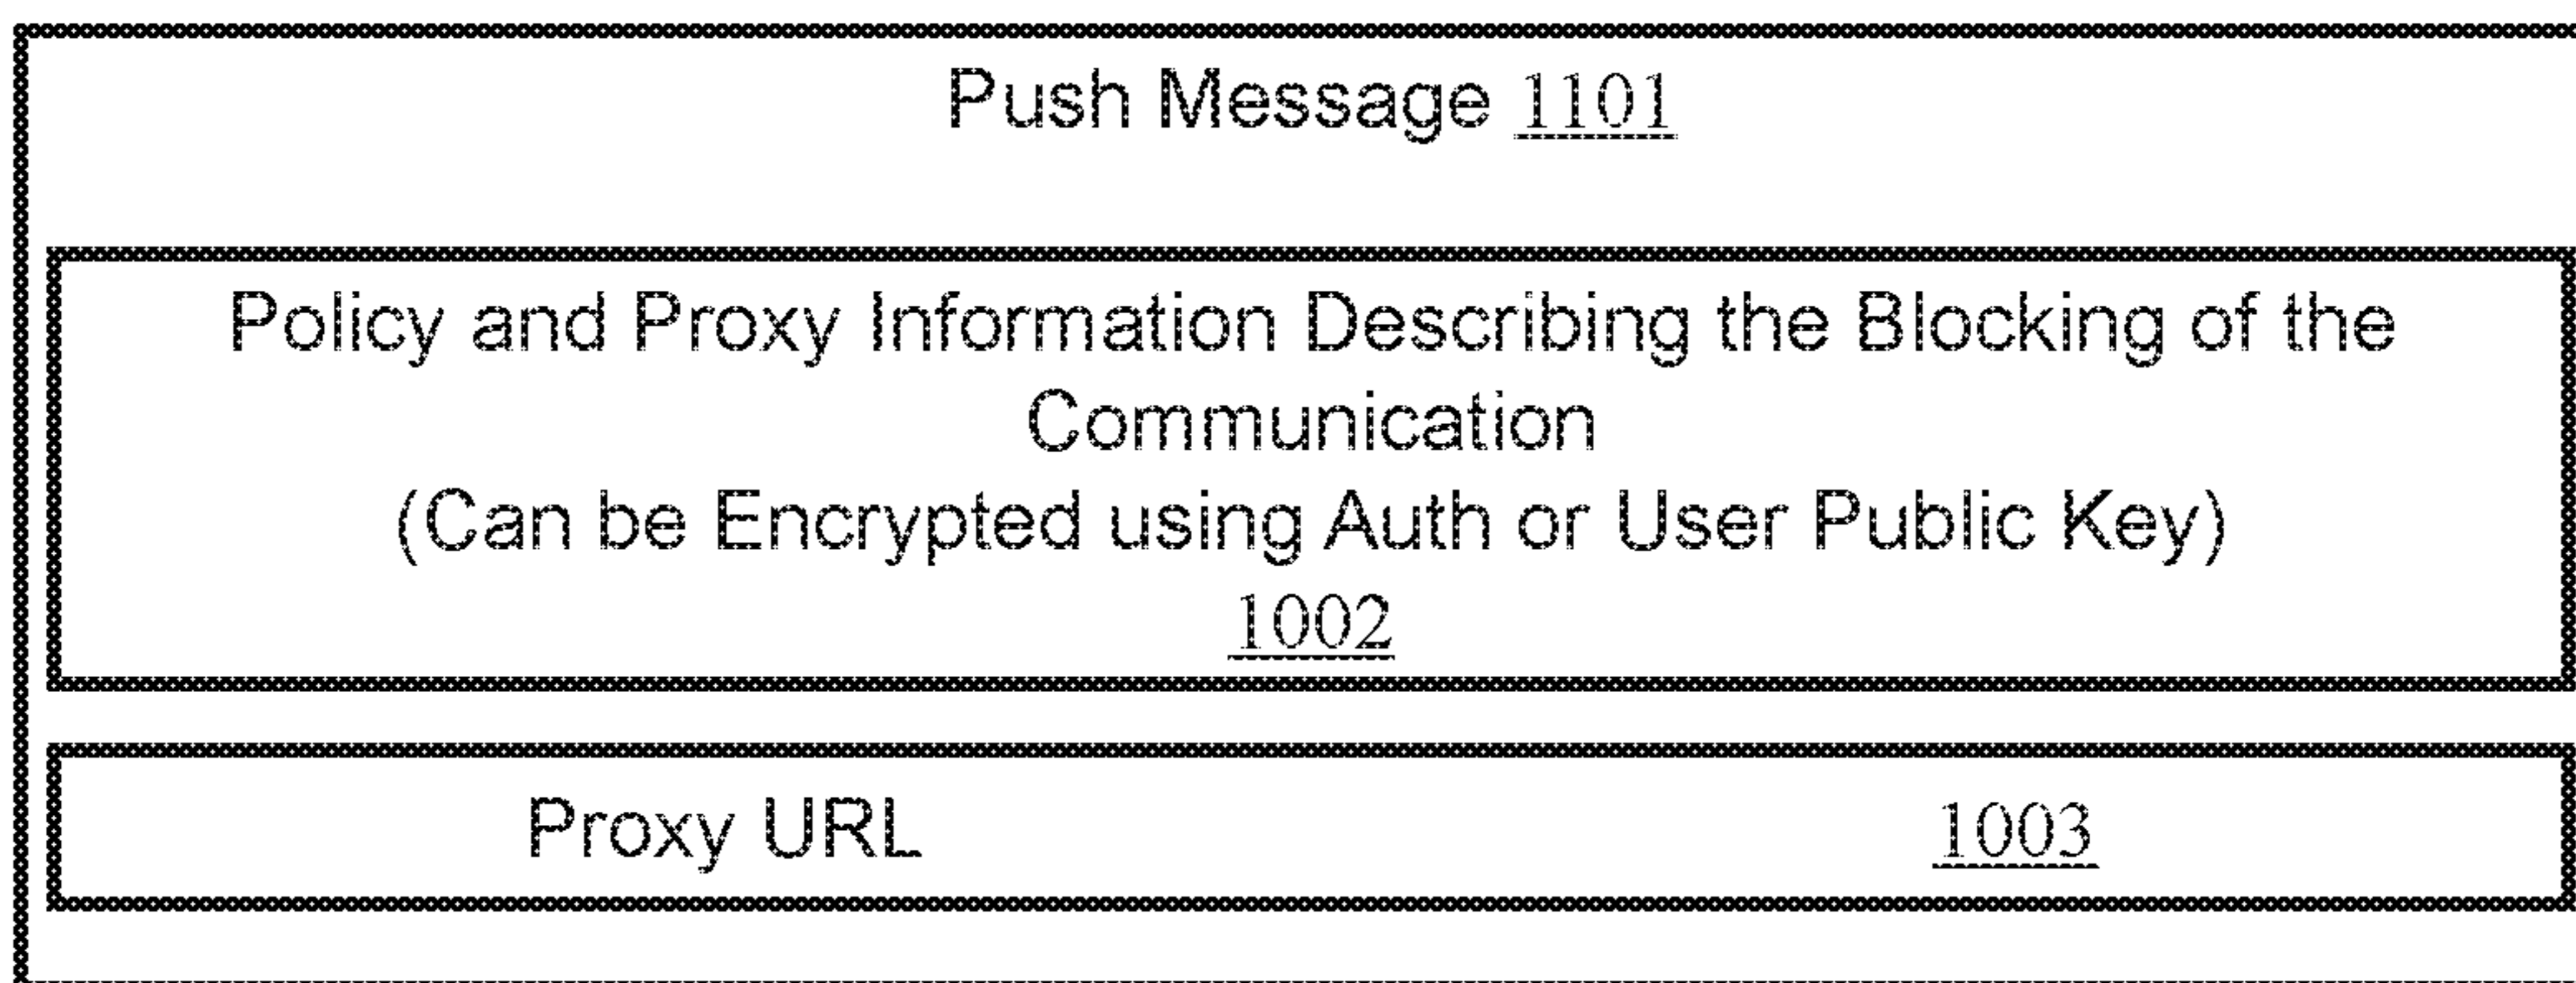 Push Message 1101
Policy and Proxy Information Describing the Blocking of the
Communication
(Can be Encrypted using Auth or User Public Key)
1002
Proxy URL 1003